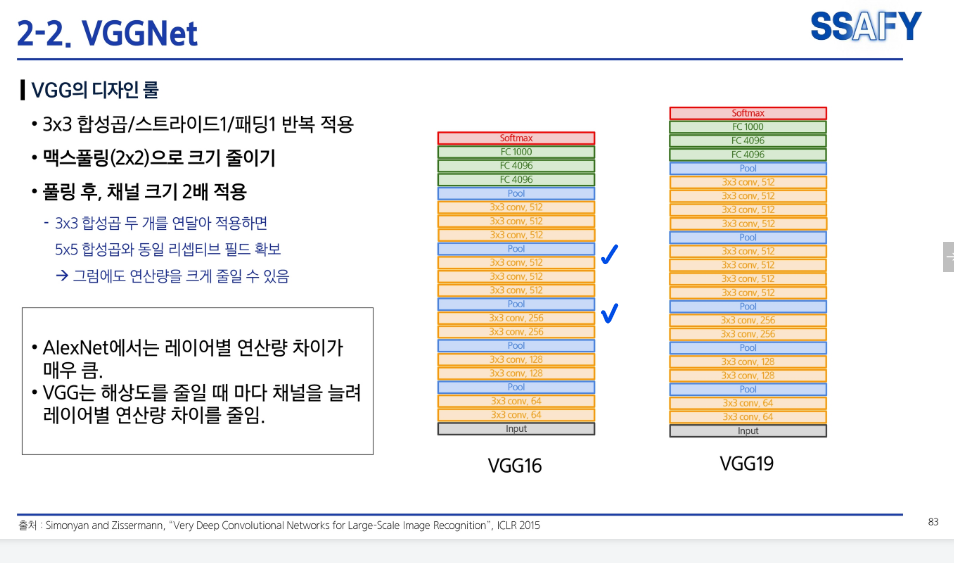 2-2. VGGNet
SSAFY
VGG의 디자인 룰
• 3x3 합성곱/스트라이드1/패딩1 반복 적용
• 맥스풀링(2x2)으로 크기 줄이기
• 풀링 후, 채널 크기 2배 적용
- 3x3 합성곱 두 개를 연달아 적용하면
5x5 합성곱와 동일 리셉티브 필드 확보
→ 그럼에도 연산량을 크게 줄일 수 있음
• AlexNet에서는 레이어별 연산량 차이가
매우 큼.
• VGG는 해상도를 줄일 때 마다 채널을 늘려
레이어별 연산량 차이를 줄임.
Softmax
FC 1000
FC 4096
FC 4096
Pool
3x3 conv, 512
3x3 conv, 512
3x3 conv, 512
Pool
3x3 conv, 512
3x3 conv, 512
3x3 conv, 512
Pool
3x3 conv, 256
3x3 conv, 256
Pool
3x3 conv, 128
3x3 conv, 128
Pool
3x3 conv, 64
3x3 conv, 64
Input
VGG16
Softmax
FC 1000
FC 4096
FC 4096
Pool
3x3 conv, 512
3x3 conv, 512
3x3 conv, 512
3x3 conv, 512
Pool
3x3 conv, 512
3x3 conv, 512
3x3 conv, 512
3x3 conv, 512
Pool
3x3 conv, 256
3x3 conv, 256
Pool
3x3 conv, 128
3x3 conv, 128
Pool
3x3 conv, 64
3x3 conv, 64
Input
VGG19
출처 : Simonyan and Zissermann, "Very Deep Convolutional Networks for Large-Scale Image Recognition", ICLR 2015
83